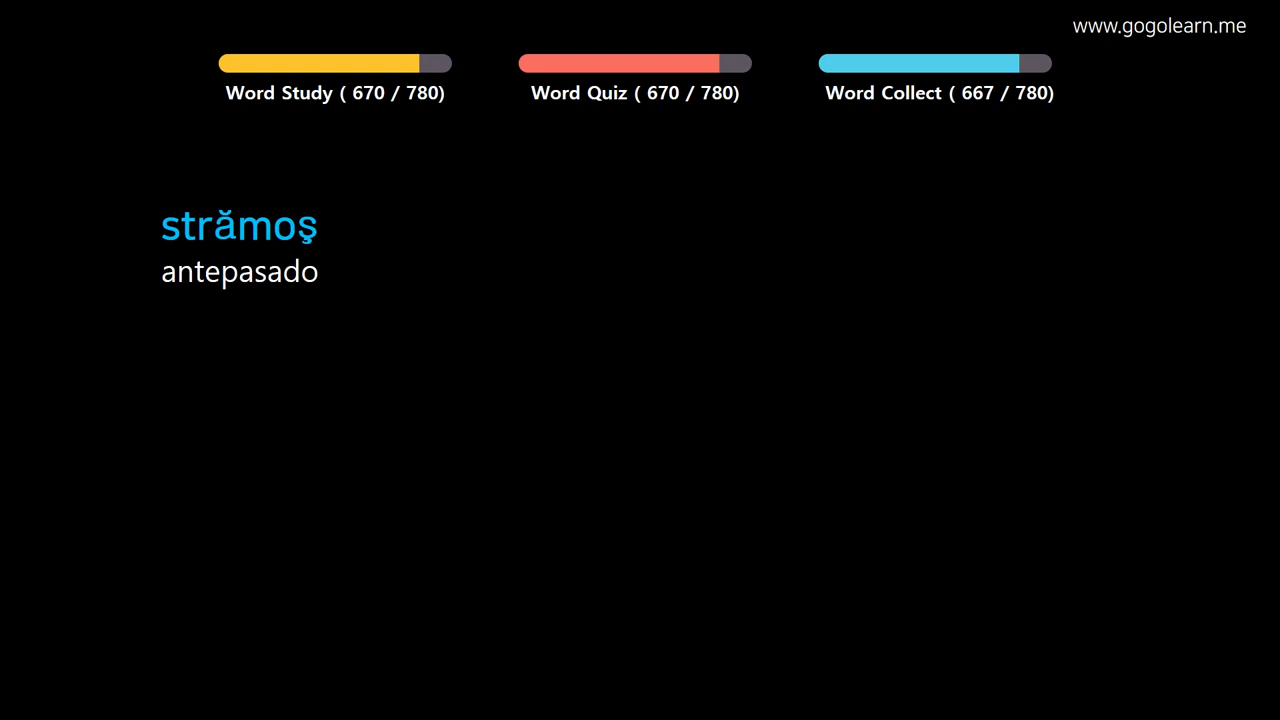 www.gogolearn.me
Word Study ( 670 / 780)
Word Quiz ( 670 / 780)
Word Collect ( 667 / 780)
strămoş
antepasado